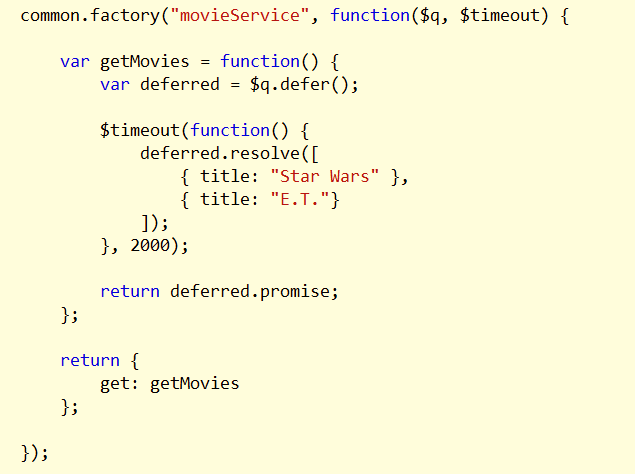 common.factory("movieService", function($q, $timeout) {
    var getMovies = function() {
        var deferred = $q.defer();
        $timeout(function() {
            deferred.resolve([
                { title: "Star Wars" },
                { title: "E.T."}
            ]);
        }, 2000);
        return deferred.promise;
    };
    return {
        get: getMovies
    };
});